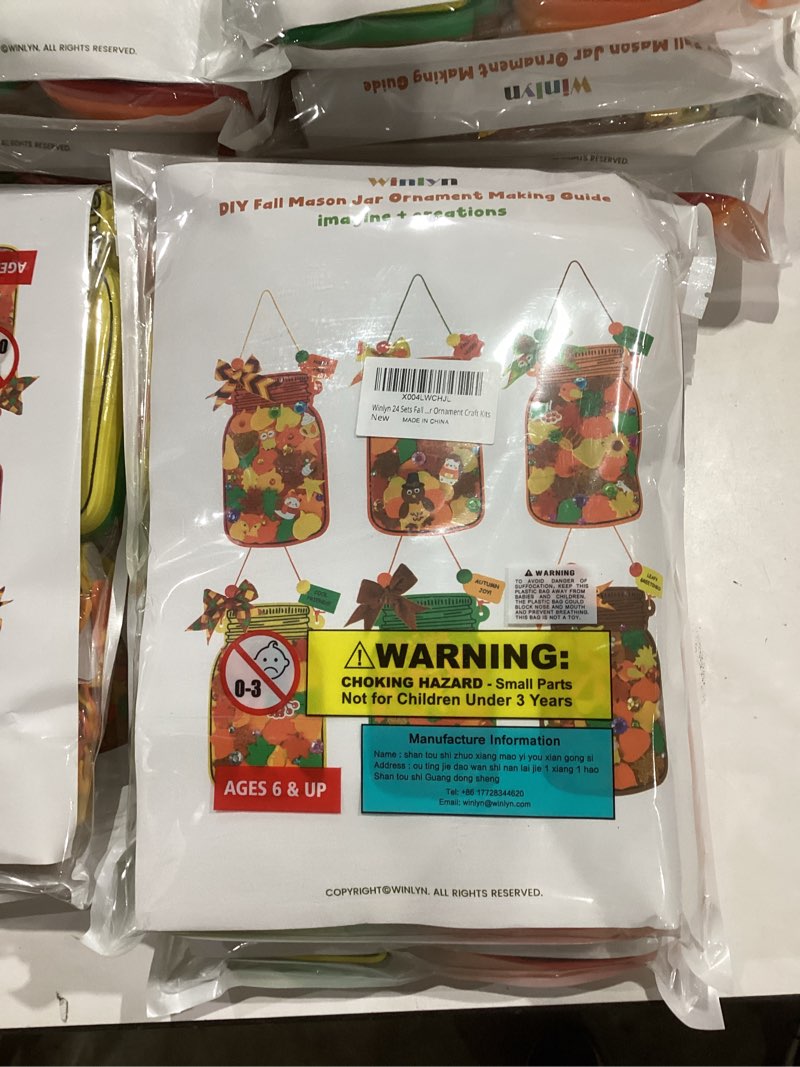 ©WINLYN. ALL RIGHTS RESERVED.
Fall Mason Jar Ornament Making Guide
Winlyn
RESERVED.
winlyn
DIY Fall Mason Jar Ornament Making Guide
imagine + creations
AGE
X004LWCHJL
Winlyn 24 Sets Fall ...r Ornament Craft Kits
New MADE IN CHINA
AUTUMN
JOY!
WARNING
TO AVOID DANGER OF
SUFFOCATION, KEEP THIS
PLASTIC BAG AWAY FROM
BABIES AND CHILDREN.
THE PLASTIC BAG COULD
BLOCK NOSE AND MOUTH
AND PREVENT BREATHING.
THIS BAG IS NOT A TOY.
0-3
WARNING:
CHOKING HAZARD - Small Parts
Not for Children Under 3 Years
Manufacture Information
Name : shan tou shi zhuo xiang mao yi you xian gong si
Address : ou ting jie dao wan shi nan lai jie 1 xiang 1 hao
Shan tou shi Guang dong sheng
Tel: +86 17728344620
Email: winlyn@winlyn.com
AGES 6 & UP
COPYRIGHT©WINLYN. ALL RIGHTS RESERVED.